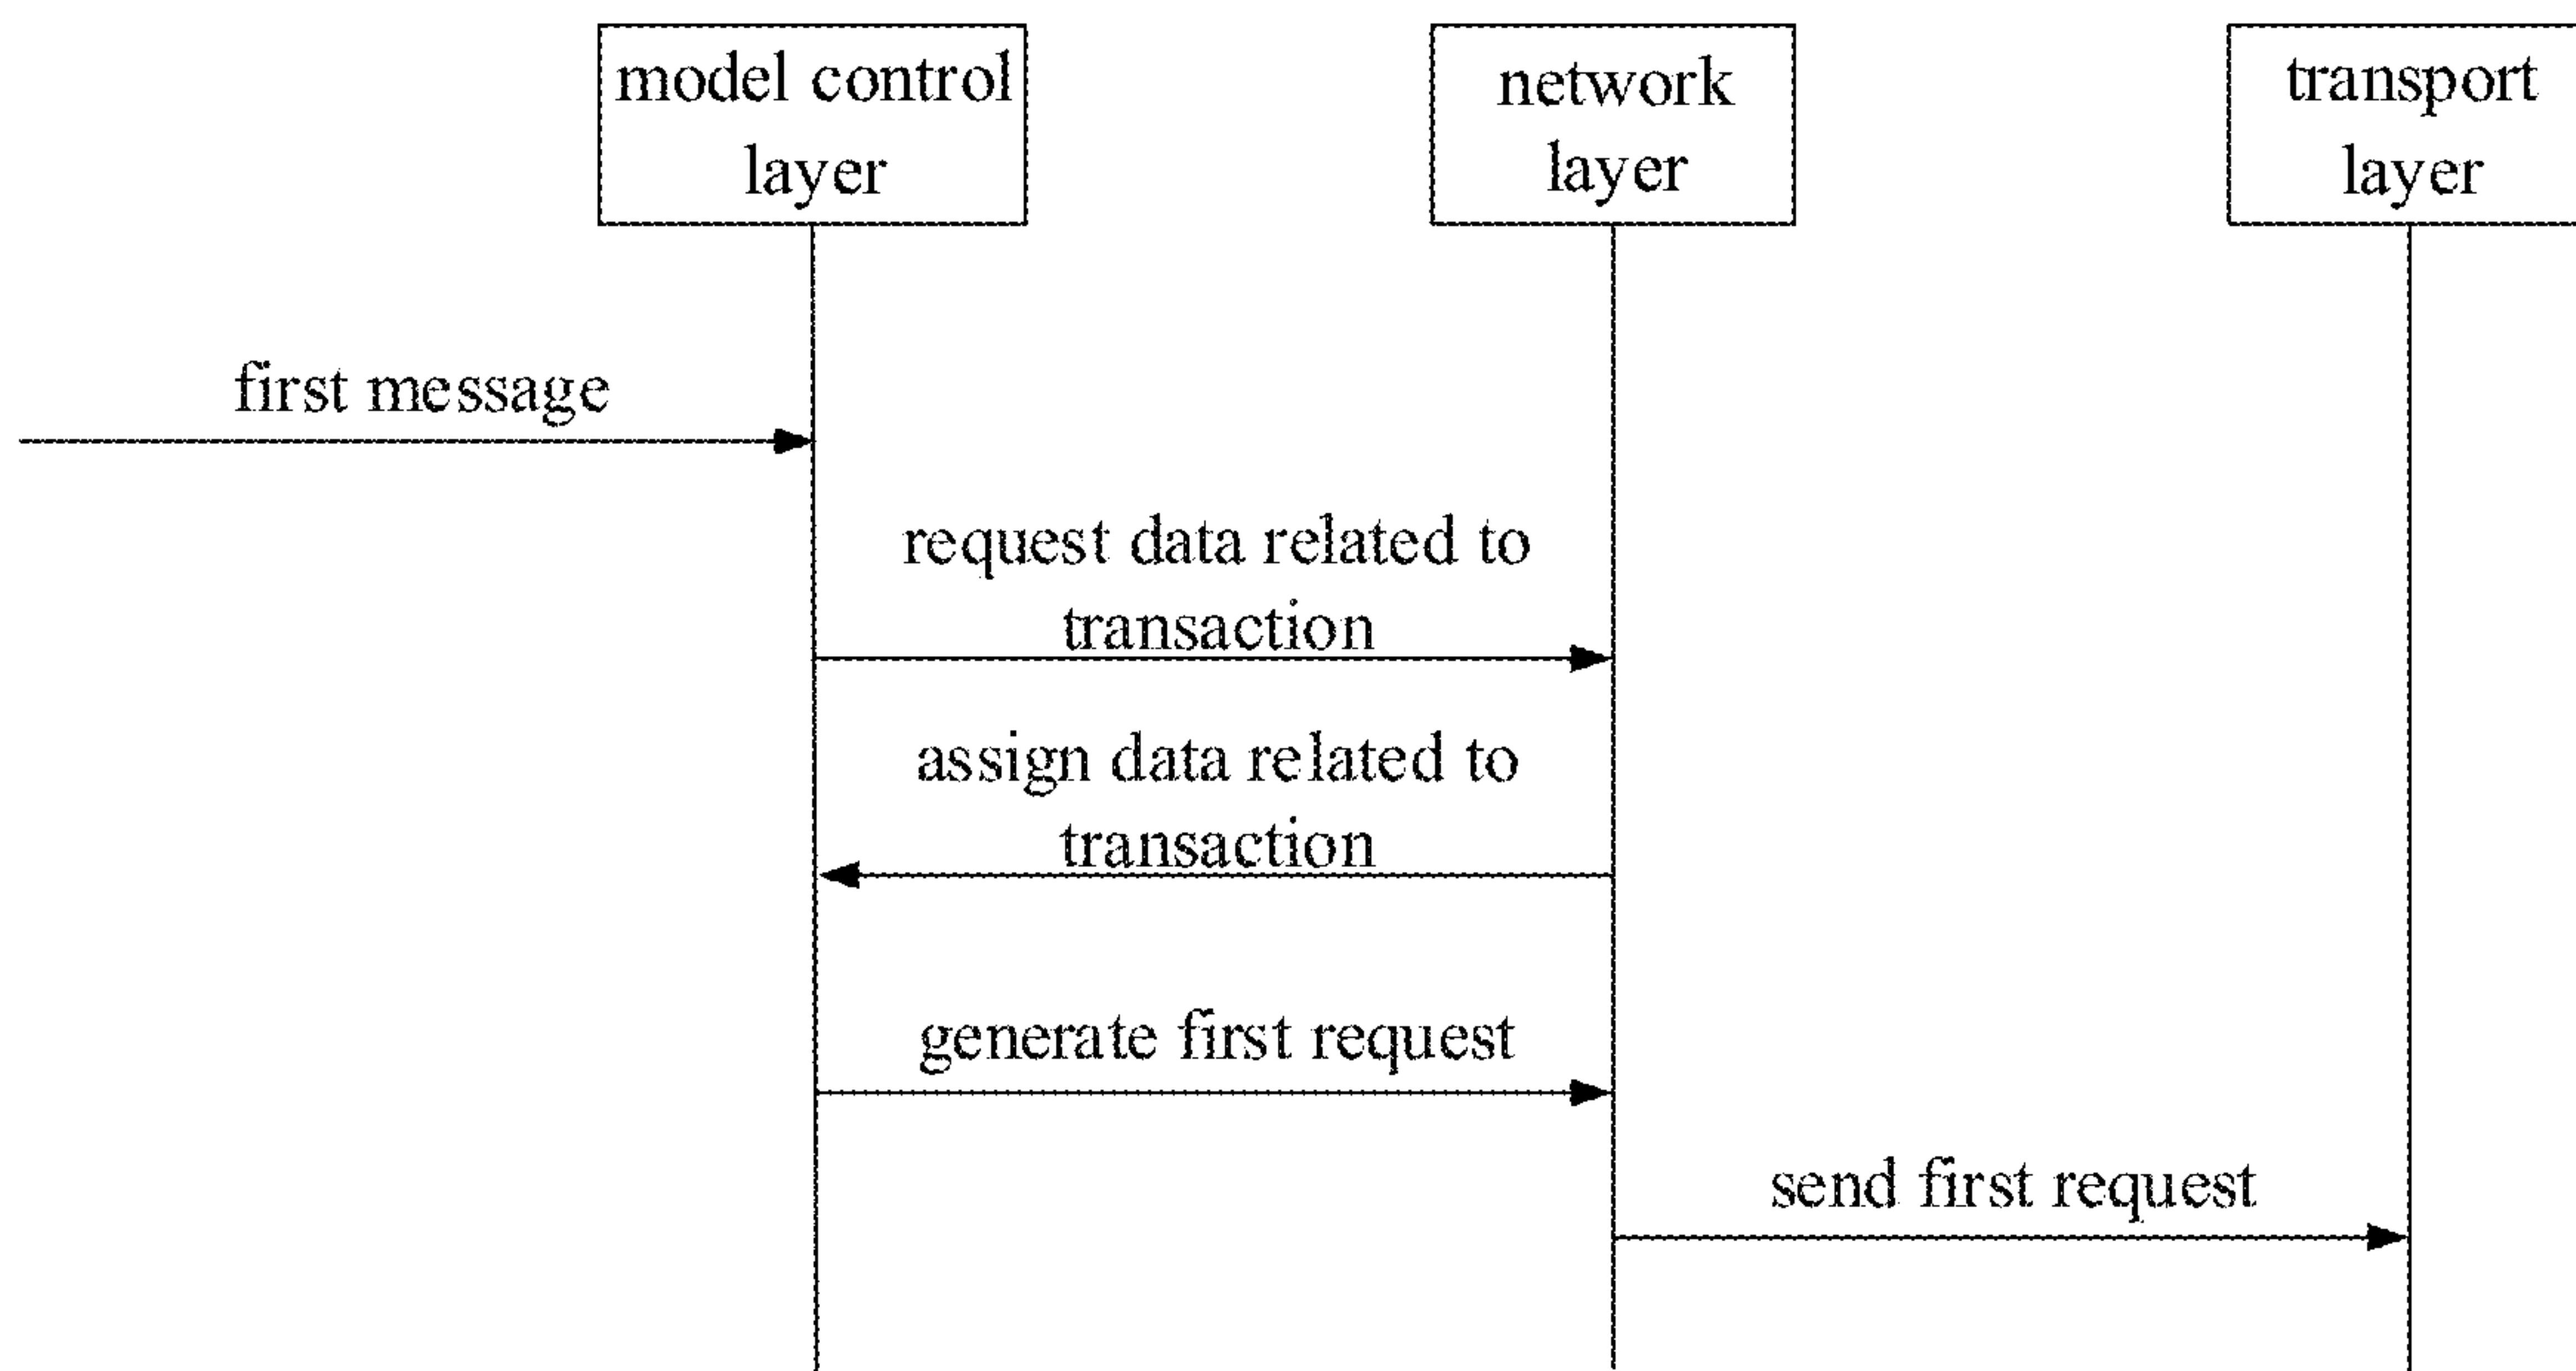 model control
layer
network
layer
transport
layer
first message
request data related to
transaction
assign data related to
transaction
generate first request
send first request